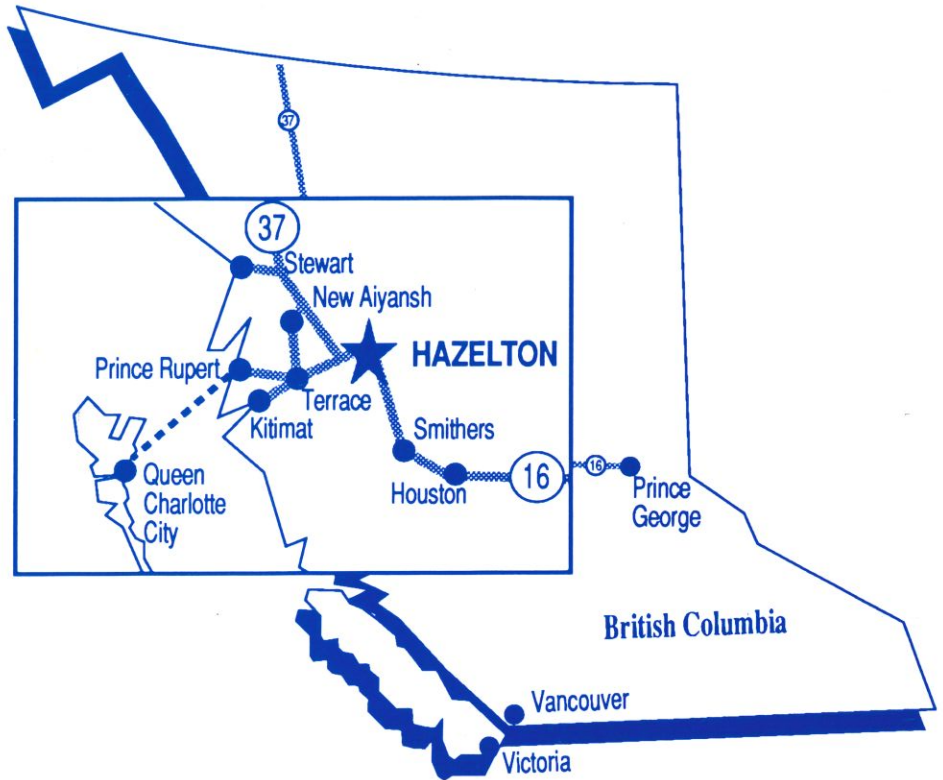 37
37
Stewart
New Aiyansh
HAZELTON
Prince Rupert
Terrace
Kitimat
Smithers
Queen
Charlotte
City
Houston
16
16
Prince
George
British Columbia
Vancouver
Victoria